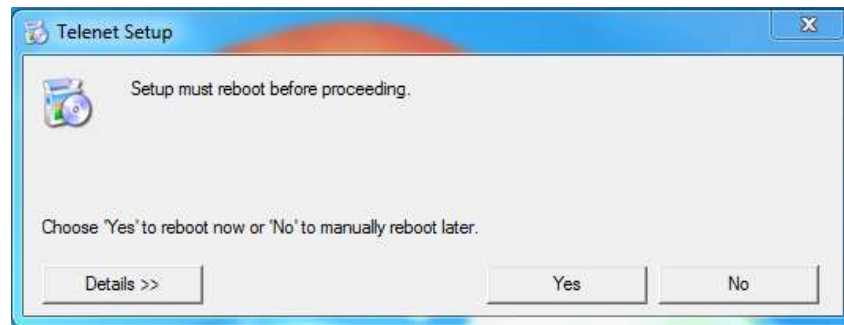 Telenet Setup
Setup must reboot before proceeding.
Choose 'Yes' to reboot now or 'No' to manually reboot later.
Details >>
Yes
No